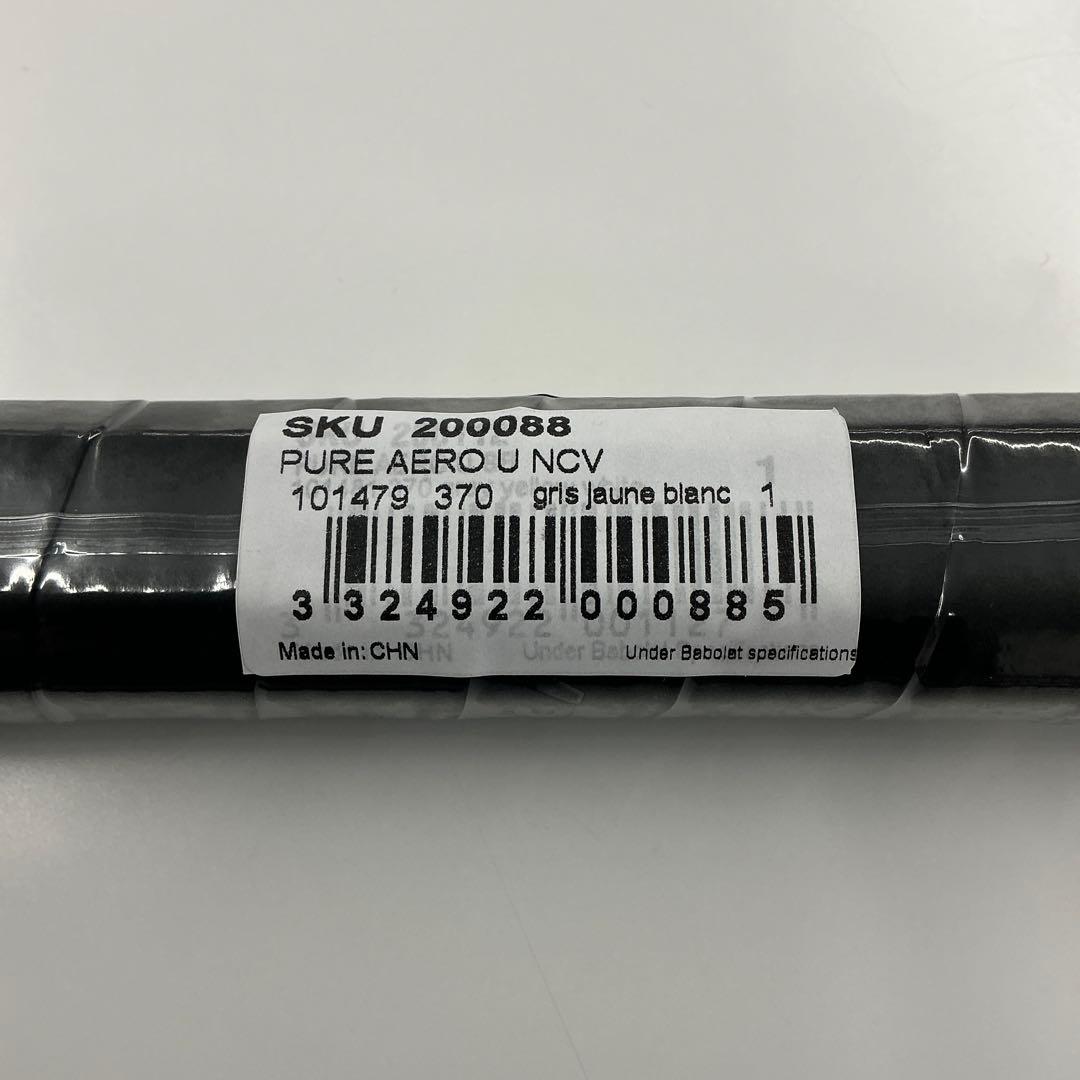 SKU 200088
PURE AERO U NCV
101479 370 gris jaune blanc 1
3 324922 000885
Made in: CHN Under Babolat specifications